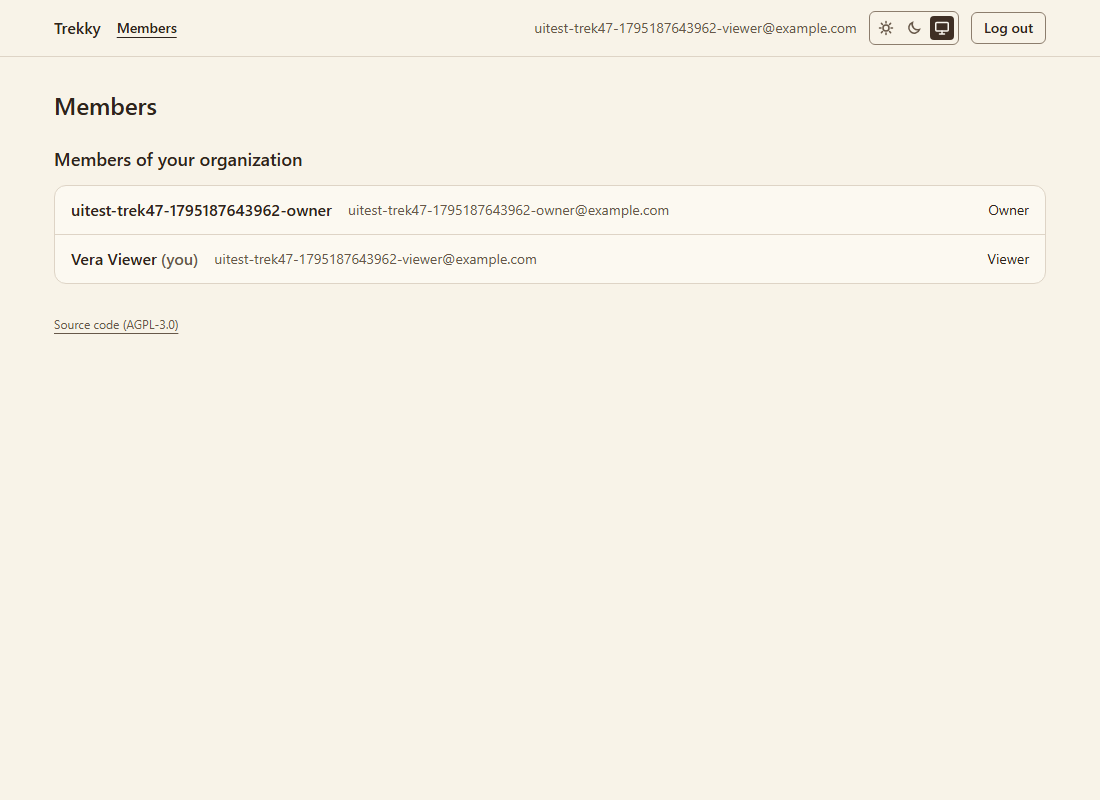 Trekky Members uitest-trek47-1795187643962-viewer@example.com Log out
Members
Members of your organization
uitest-trek47-1795187643962-owner uitest-trek47-1795187643962-owner@example.com Owner
Vera Viewer (you) uitest-trek47-1795187643962-viewer@example.com Viewer
Source code (AGPL-3.0)